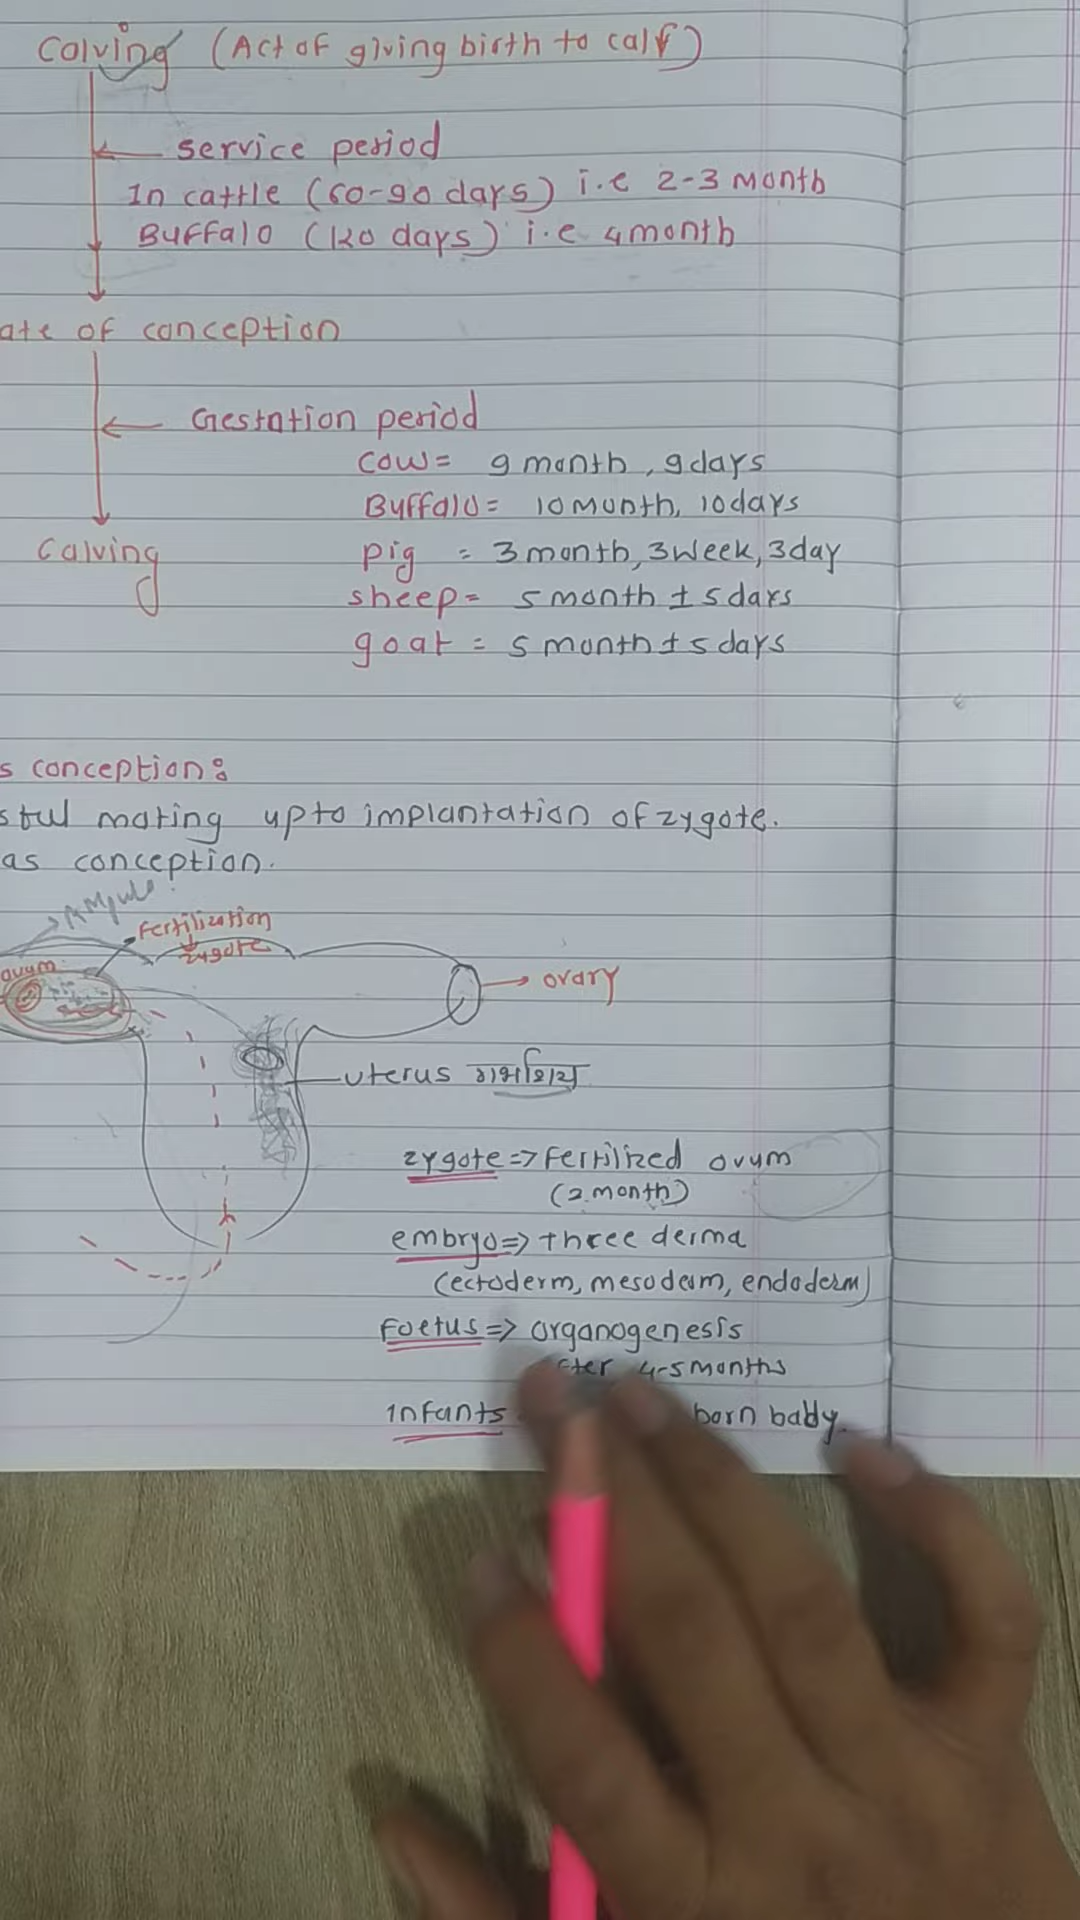 Calving (Act of giving birth to calf)
service period
In cattle (60-90 days) i.e 2-3 month
Buffalo (120 days) i.e 4 month
ate of conception
Gestation period
cow = 9 month, 9 days
Buffalo = 10 month, 10 days
Calving
pig = 3 month, 3 week, 3 day
sheep = 5 month ± 5 days
goat = 5 month ± 5 days
s conception:
sful mating upto implantation of zygote.
as conception.
Fertilization
zygote
ovum
ovary
uterus गर्भाशय
zygote => Fertilized ovum
(2 month)
embryo => three derma
(ectoderm, mesoderm, endoderm)
Foetus => organogenesis
4-5 months
Infants born baby.